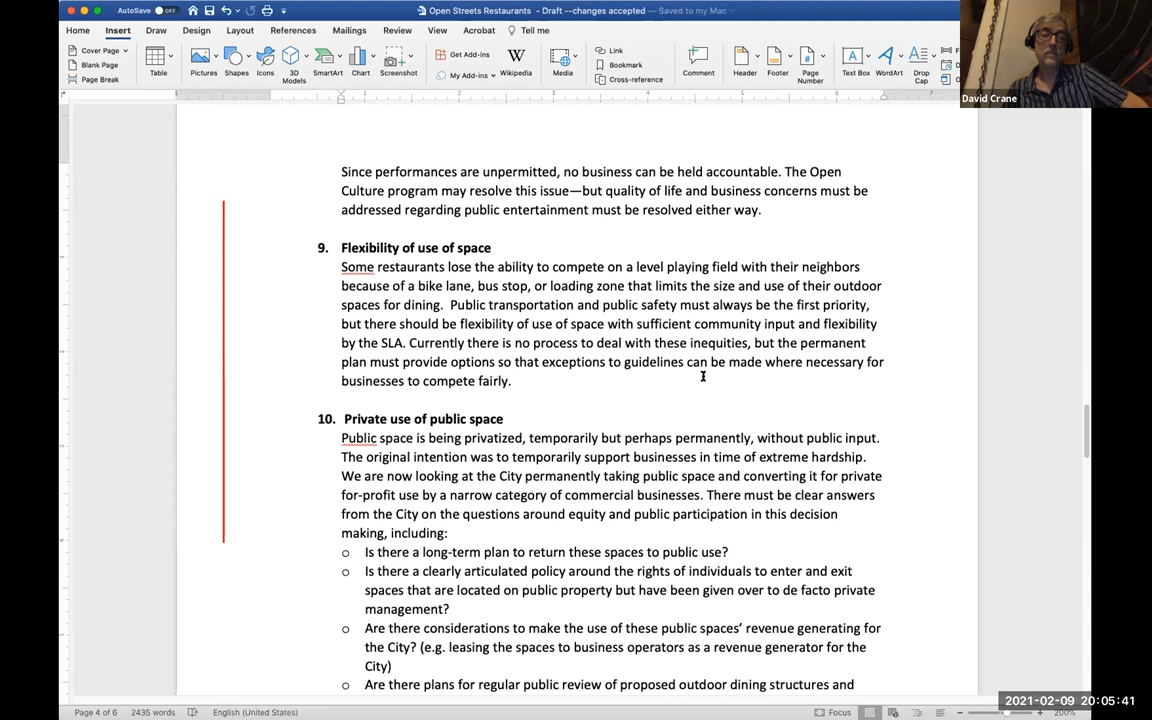 AutoSave OFF
Open Streets Restaurants - Draft --changes accepted — Saved to my Mac
Home Insert Draw Design Layout References Mailings Review View Acrobat Tell me
Cover Page
Blank Page
Page Break
Table
Pictures
Shapes
Icons
3D
Models
SmartArt
Chart
Screenshot
Get Add-ins
My Add-ins
Wikipedia
Media
Link
Bookmark
Cross-reference
Comment
Header
Footer
Page
Number
Text Box
WordArt
Drop
Cap
David Crane
Since performances are unpermitted, no business can be held accountable. The Open
Culture program may resolve this issue—but quality of life and business concerns must be
addressed regarding public entertainment must be resolved either way.
9. Flexibility of use of space
Some restaurants lose the ability to compete on a level playing field with their neighbors
because of a bike lane, bus stop, or loading zone that limits the size and use of their outdoor
spaces for dining. Public transportation and public safety must always be the first priority,
but there should be flexibility of use of space with sufficient community input and flexibility
by the SLA. Currently there is no process to deal with these inequities, but the permanent
plan must provide options so that exceptions to guidelines can be made where necessary for
businesses to compete fairly.
10. Private use of public space
Public space is being privatized, temporarily but perhaps permanently, without public input.
The original intention was to temporarily support businesses in time of extreme hardship.
We are now looking at the City permanently taking public space and converting it for private
for-profit use by a narrow category of commercial businesses. There must be clear answers
from the City on the questions around equity and public participation in this decision
making, including:
o Is there a long-term plan to return these spaces to public use?
o Is there a clearly articulated policy around the rights of individuals to enter and exit
spaces that are located on public property but have been given over to de facto private
management?
o Are there considerations to make the use of these public spaces’ revenue generating for
the City? (e.g. leasing the spaces to business operators as a revenue generator for the
City)
o Are there plans for regular public review of proposed outdoor dining structures and
Page 4 of 6 2435 words English (United States) Focus 200%
2021-02-09 20:05:41